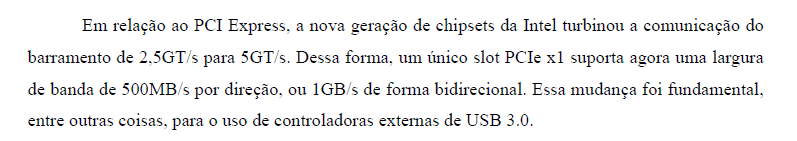 Em relação ao PCI Express, a nova geração de chipsets da Intel turbinou a comunicação do
barramento de 2,5GT/s para 5GT/s. Dessa forma, um único slot PCIe x1 suporta agora uma largura
de banda de 500MB/s por direção, ou 1GB/s de forma bidirecional. Essa mudança foi fundamental,
entre outras coisas, para o uso de controladoras externas de USB 3.0.